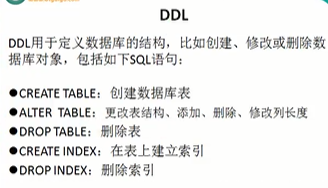 DDL
DDL用于定义数据库的结构，比如创建、修改或删除数
据库对象，包括如下SQL语句：
●CREATE TABLE：创建数据库表
●ALTER TABLE：更改表结构、添加、删除、修改列长度
●DROP TABLE：删除表
●CREATE INDEX：在表上建立索引
●DROP INDEX：删除索引